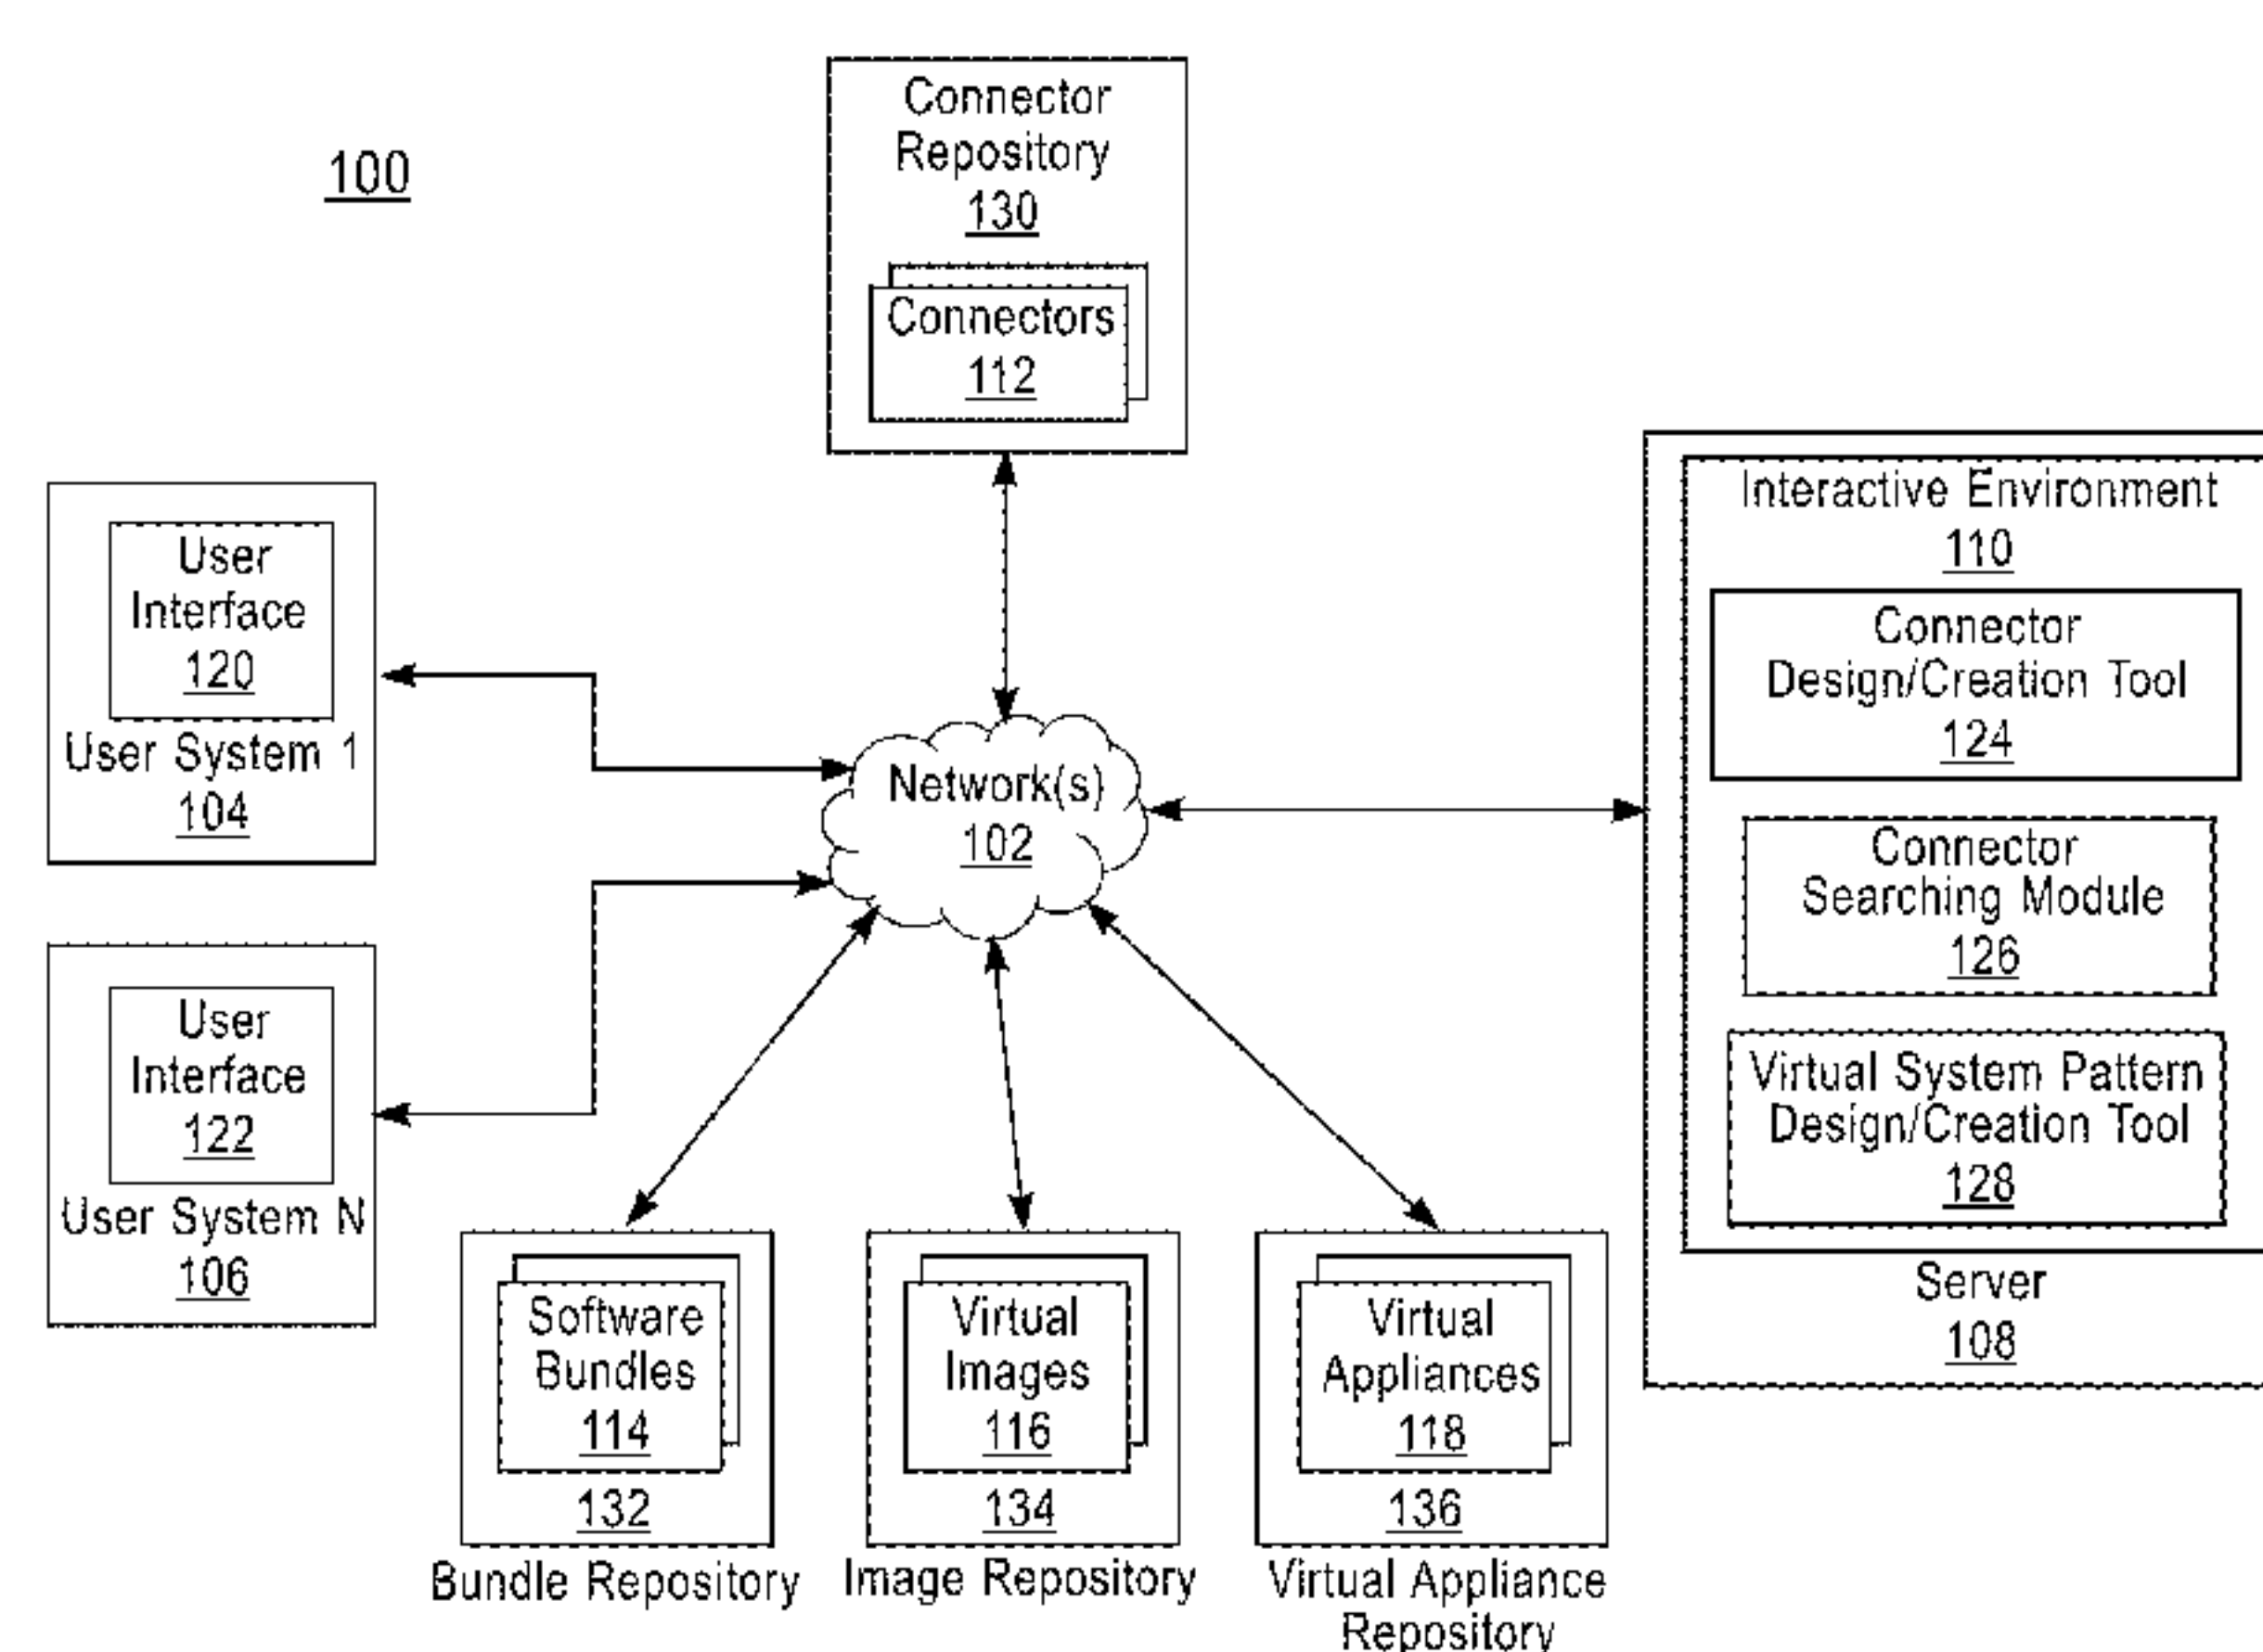 100
Connector
Repository
130
Connectors
112
User
Interface
120
User System 1
104
User
Interface
122
User System N
106
Network(s)
102
Interactive Environment
110
Connector
Design/Creation Tool
124
Connector
Searching Module
126
Virtual System Pattern
Design/Creation Tool
128
Server
108
Software
Bundles
114
132
Bundle Repository
Virtual
Images
116
134
Image Repository
Virtual
Appliances
118
136
Virtual Appliance
Repository